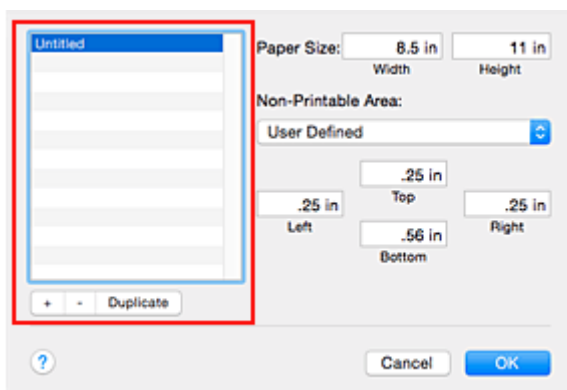 Untitled
Paper Size: 8.5 in 11 in
Width Height
Non-Printable Area:
User Defined
.25 in
Top
.25 in .25 in
Left Right
.56 in
Bottom
+ - Duplicate
? Cancel OK